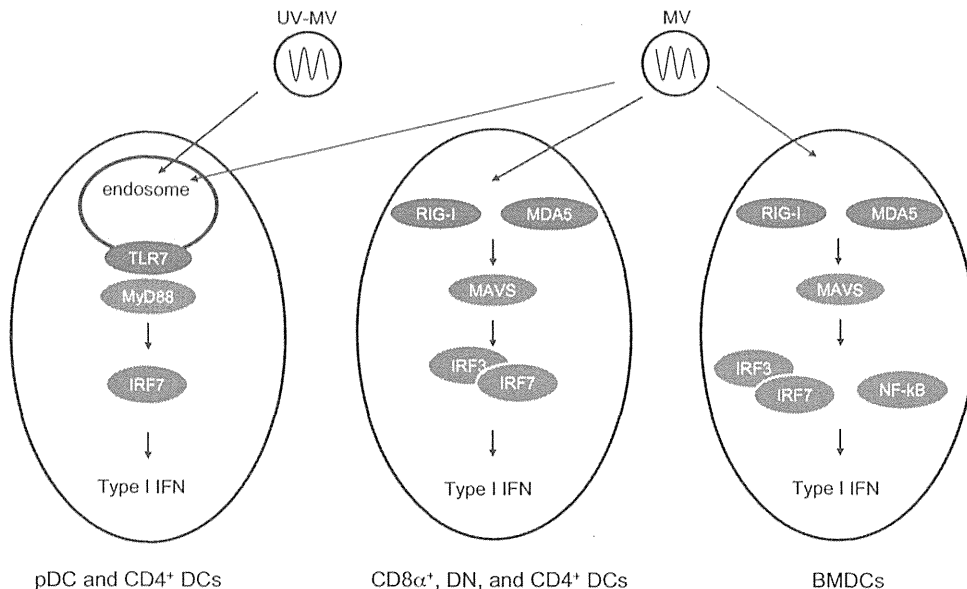 UV-MV
MV
endosome
TLR7
MyD88
IRF7
Type I IFN
pDC and CD4⁺ DCs
RIG-I
MDA5
MAVS
IRF3
IRF7
Type I IFN
CD8α⁺, DN, and CD4⁺ DCs
RIG-I
MDA5
MAVS
IRF3
IRF7
NF-kB
Type I IFN
BMDCs